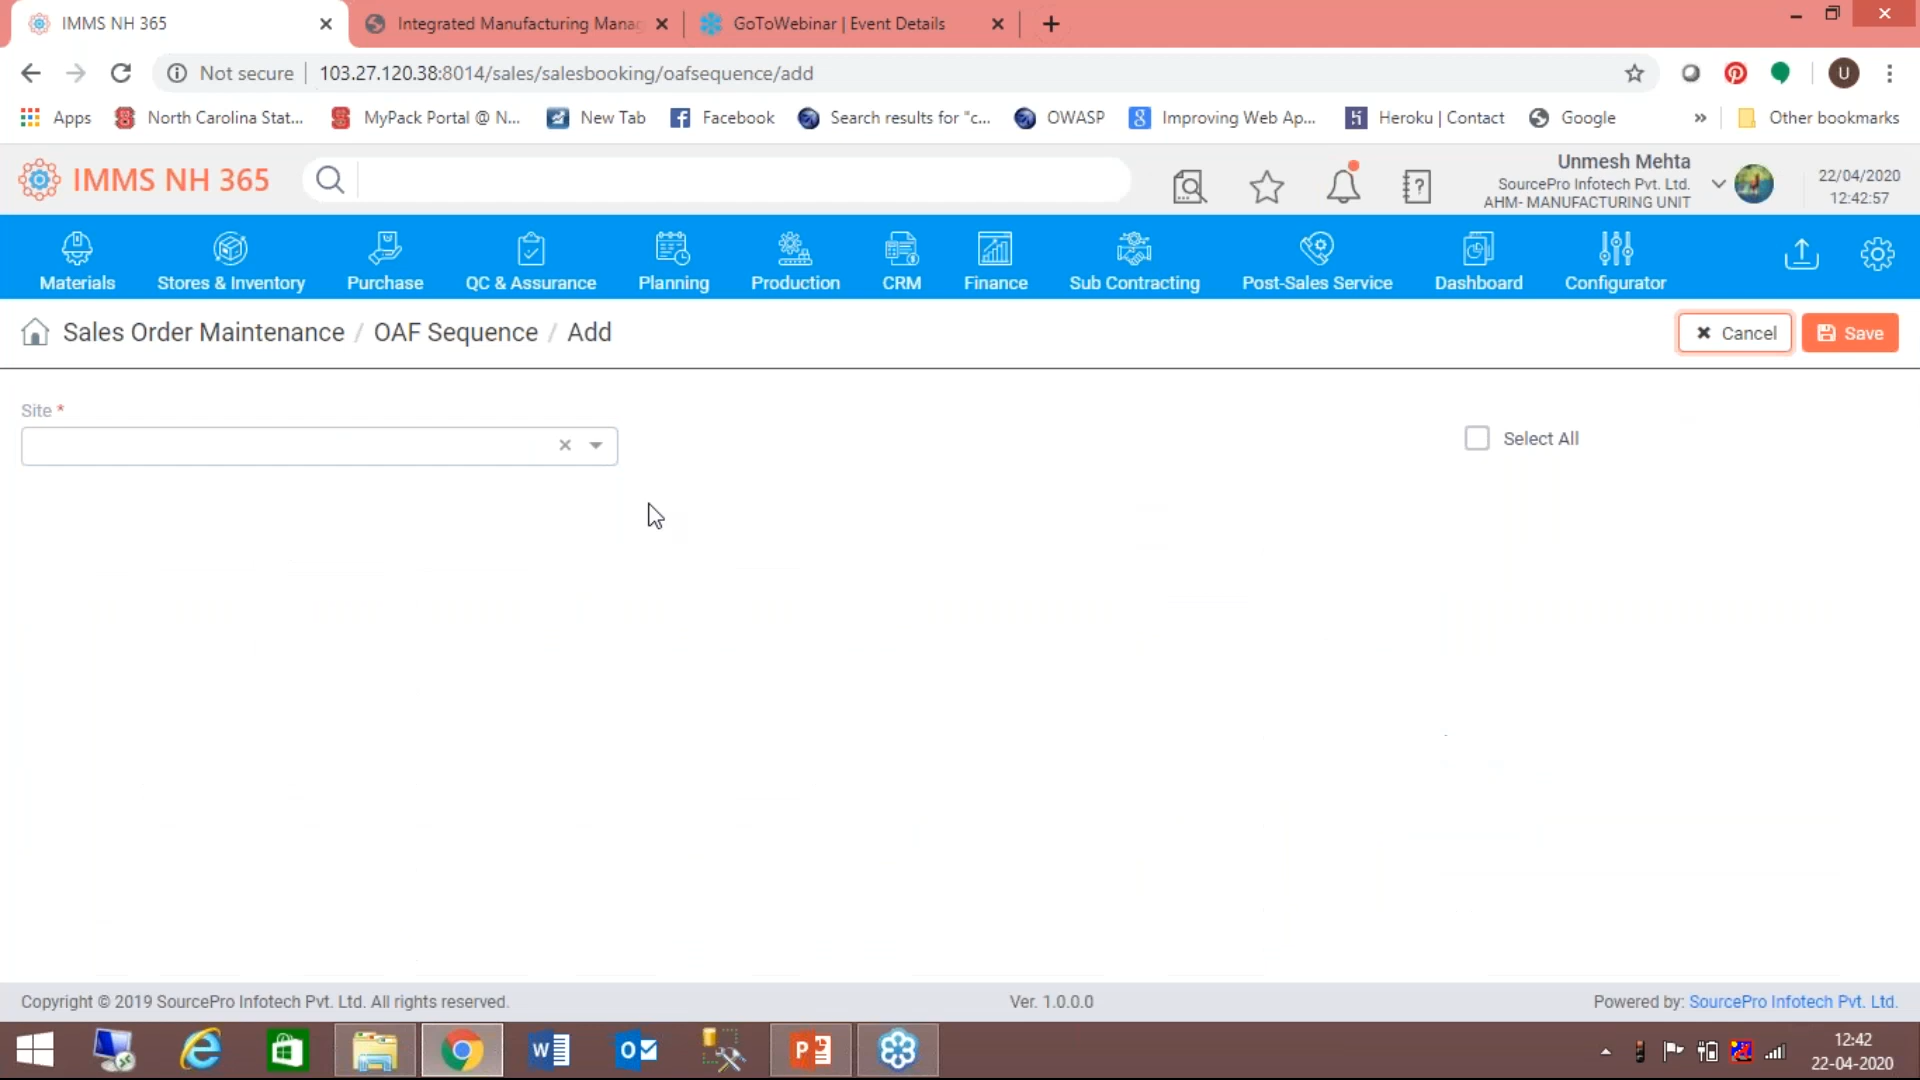 IMMS NH 365
Integrated Manufacturing Mana
GoToWebinar | Event Details
Not secure
103.27.120.38:8014/sales/salesbooking/oafsequence/add
U
Apps
North Carolina Stat...
MyPack Portal @ N...
New Tab
Facebook
Search results for "c...
OWASP
Improving Web Ap...
Heroku | Contact
Google
»
Other bookmarks
IMMS NH 365
Unmesh Mehta
SourcePro Infotech Pvt. Ltd.
AHM- MANUFACTURING UNIT
22/04/2020
12:42:57
Materials
Stores & Inventory
Purchase
QC & Assurance
Planning
Production
CRM
Finance
Sub Contracting
Post-Sales Service
Dashboard
Configurator
Sales Order Maintenance / OAF Sequence / Add
Cancel
Save
Site *
Select All
Copyright © 2019 SourcePro Infotech Pvt. Ltd. All rights reserved.
Ver. 1.0.0.0
Powered by: SourcePro Infotech Pvt. Ltd.
12:42
22-04-2020